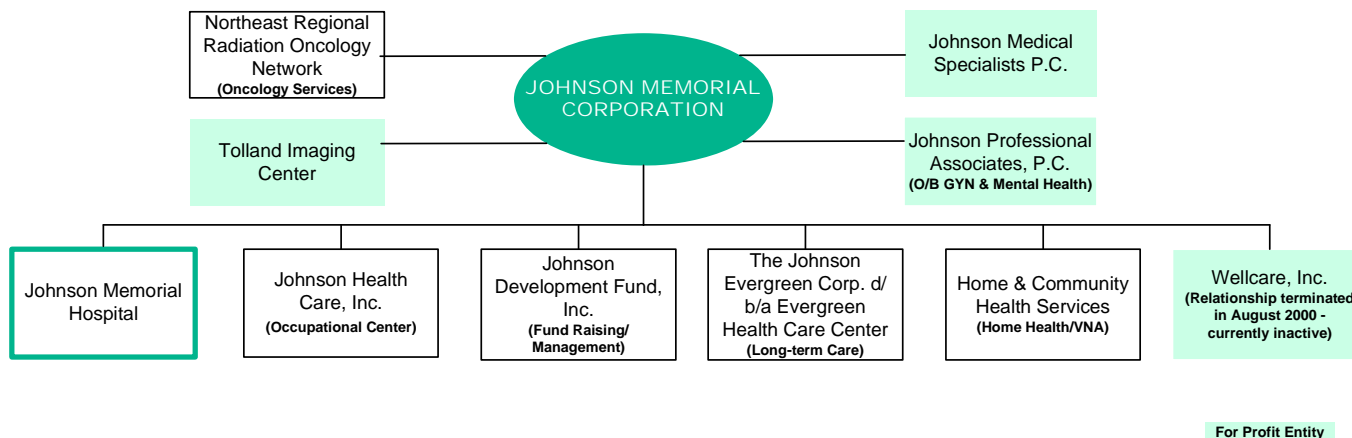 Northeast Regional
Radiation Oncology
Network
(Oncology Services)
JOHNSON MEMORIAL
CORPORATION
Johnson Medical
Specialists P.C.
Tolland Imaging
Center
Johnson Professional
Associates, P.C.
(O/B GYN & Mental Health)
Johnson Memorial
Hospital
Johnson Health
Care, Inc.
(Occupational Center)
Johnson
Development Fund,
Inc.
(Fund Raising/
Management)
The Johnson
Evergreen Corp. d/
b/a Evergreen
Health Care Center
(Long-term Care)
Home & Community
Health Services
(Home Health/VNA)
Wellcare, Inc.
(Relationship terminated
in August 2000 -
currently inactive)
For Profit Entity